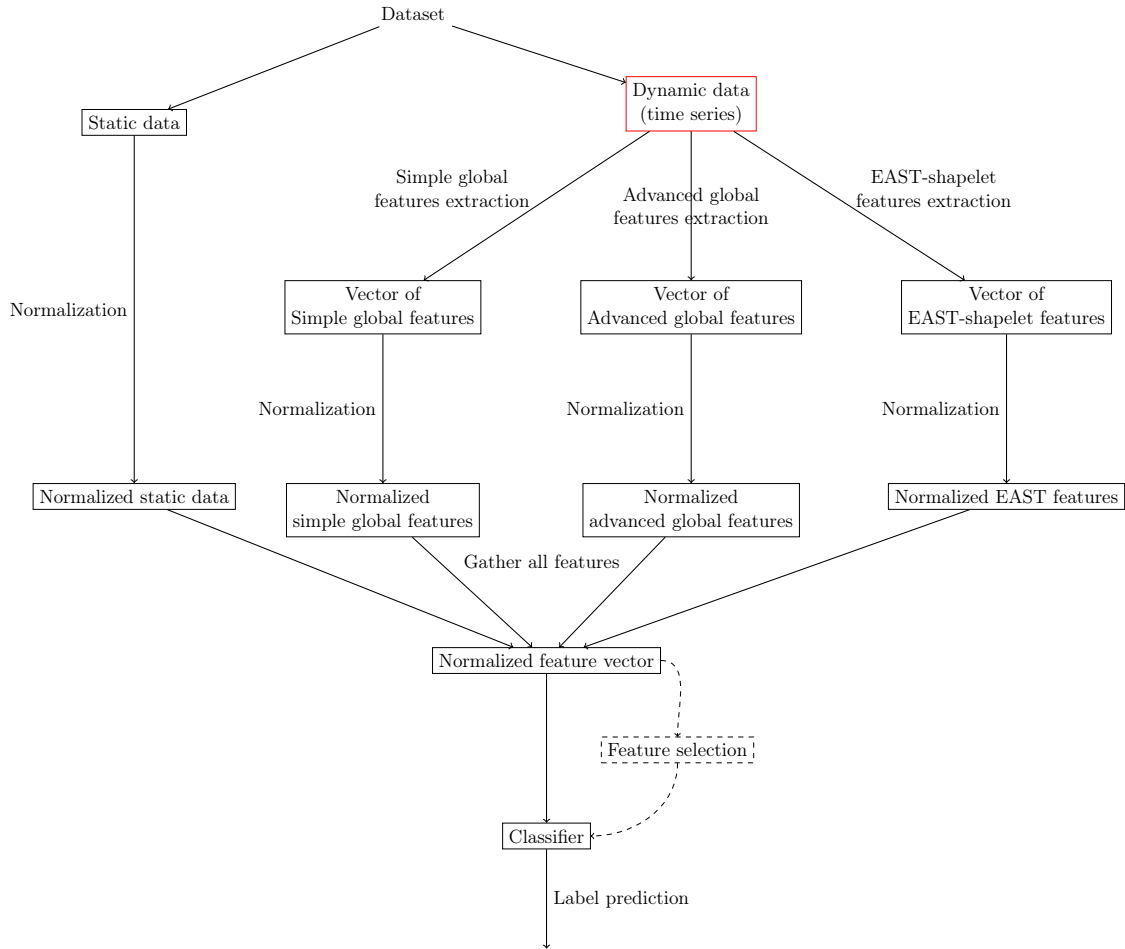 Dataset
Dynamic data
(time series)
Static data
Simple global
features extraction
Advanced global
features extraction
EAST-shapelet
features extraction
Normalization
Vector of
Simple global features
Vector of
Advanced global features
Vector of
EAST-shapelet features
Normalization
Normalization
Normalization
Normalized static data
Normalized
simple global features
Normalized
advanced global features
Normalized EAST features
Gather all features
Normalized feature vector
Feature selection
Classifier
Label prediction